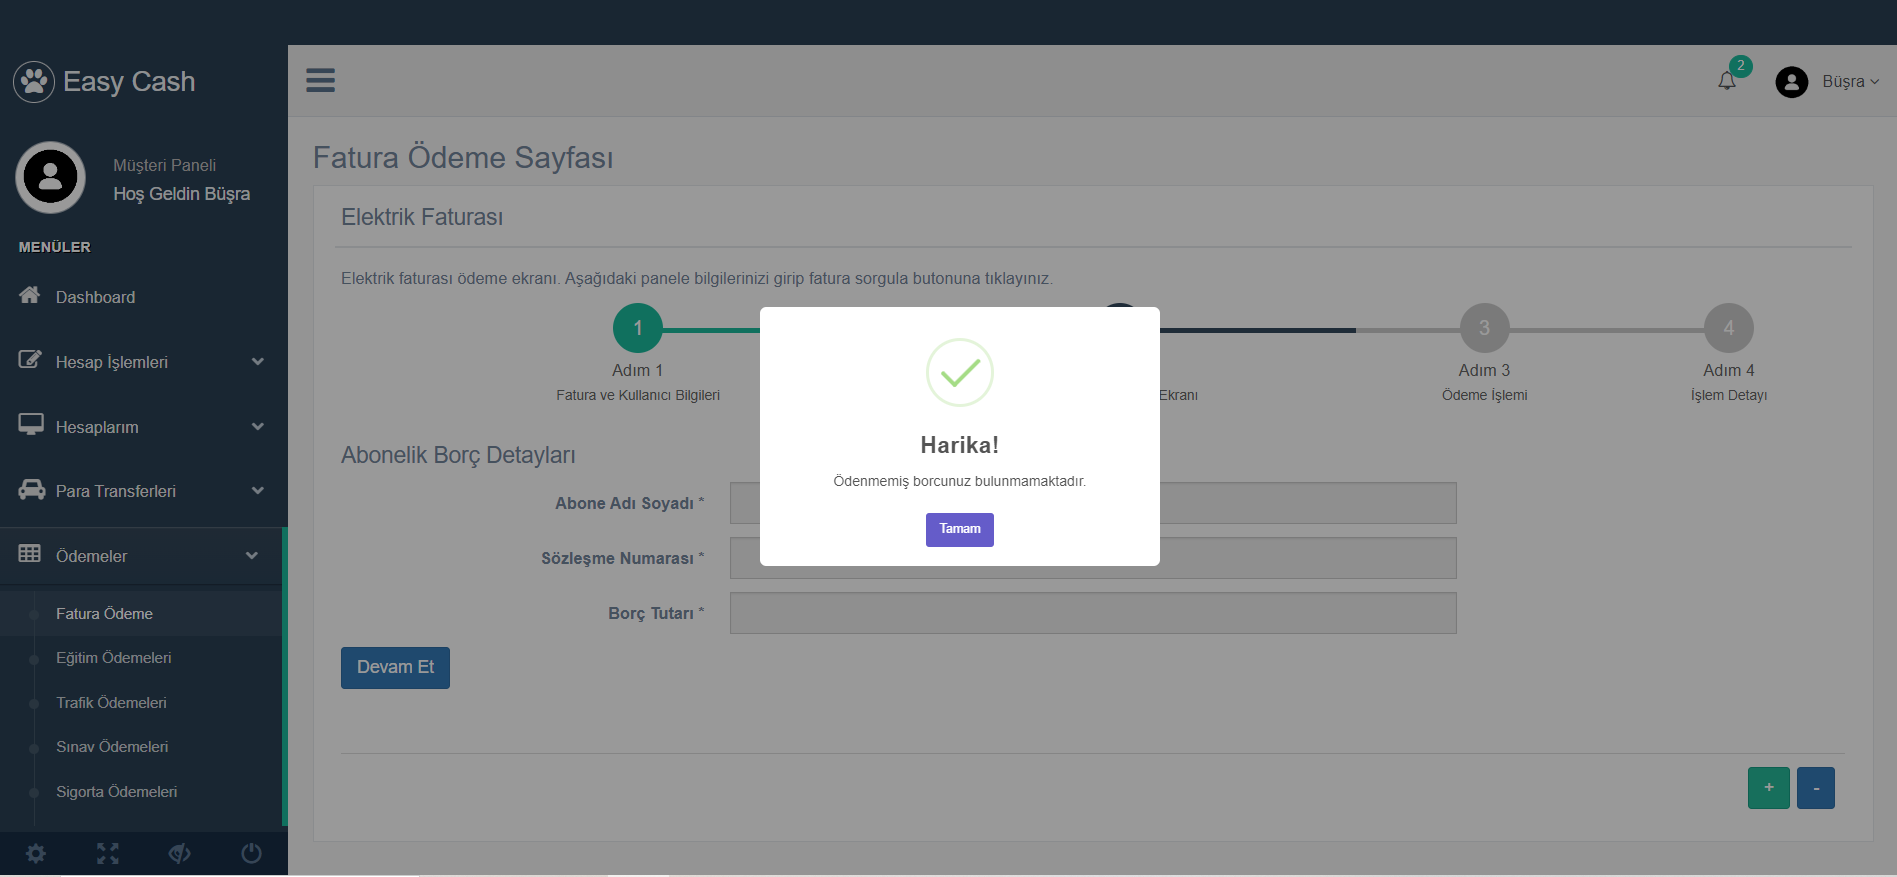 Easy Cash
Müşteri Paneli
Hoş Geldin Büşra
MENÜLER
Dashboard
Hesap İşlemleri
Hesaplarım
Para Transferleri
Ödemeler
Fatura Ödeme
Eğitim Ödemeleri
Trafik Ödemeleri
Sınav Ödemeleri
Sigorta Ödemeleri
2
Büşra
Fatura Ödeme Sayfası
Elektrik Faturası
Elektrik faturası ödeme ekranı. Aşağıdaki panele bilgilerinizi girip fatura sorgula butonuna tıklayınız.
1
Adım 1
Fatura ve Kullanıcı Bilgileri
Ekranı
3
Adım 3
Ödeme İşlemi
4
Adım 4
İşlem Detayı
Harika!
Ödenmemiş borcunuz bulunmamaktadır.
Tamam
Abonelik Borç Detayları
Abone Adı Soyadı *
Sözleşme Numarası *
Borç Tutarı *
Devam Et
+
-